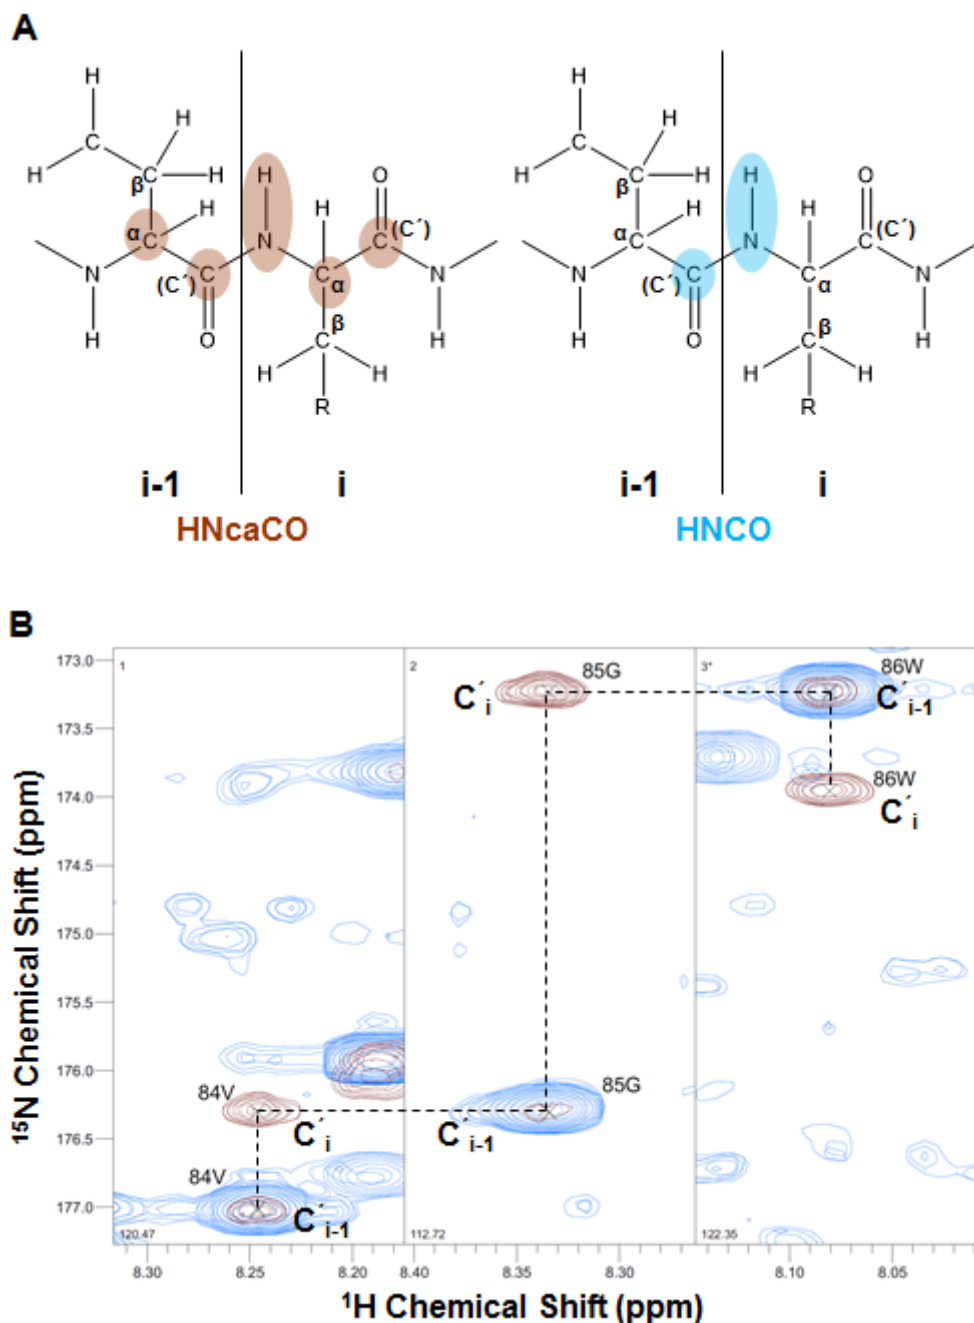 A
H H
H H
C C
H H H H
β β
H H O O
H H H H
α C α C
(C´) (C´)
N C N C N N C N C N
(C´) α (C´) α
H O β H H O β H
C C
H H H H
R R
i-1 i i-1 i
HNcaCO HNCO
B
173.0
173.5
174.0
174.5
175.0
175.5
176.0
176.5
177.0
15N Chemical Shift (ppm)
1 2 3*
85G 86W
C´i C´i-1
86W
C´i
84V 85G
C´i C´i-1
84V
C´i-1
120.47 112.72 122.35
8.30 8.25 8.20 8.40 8.35 8.30 8.10 8.05
1H Chemical Shift (ppm)